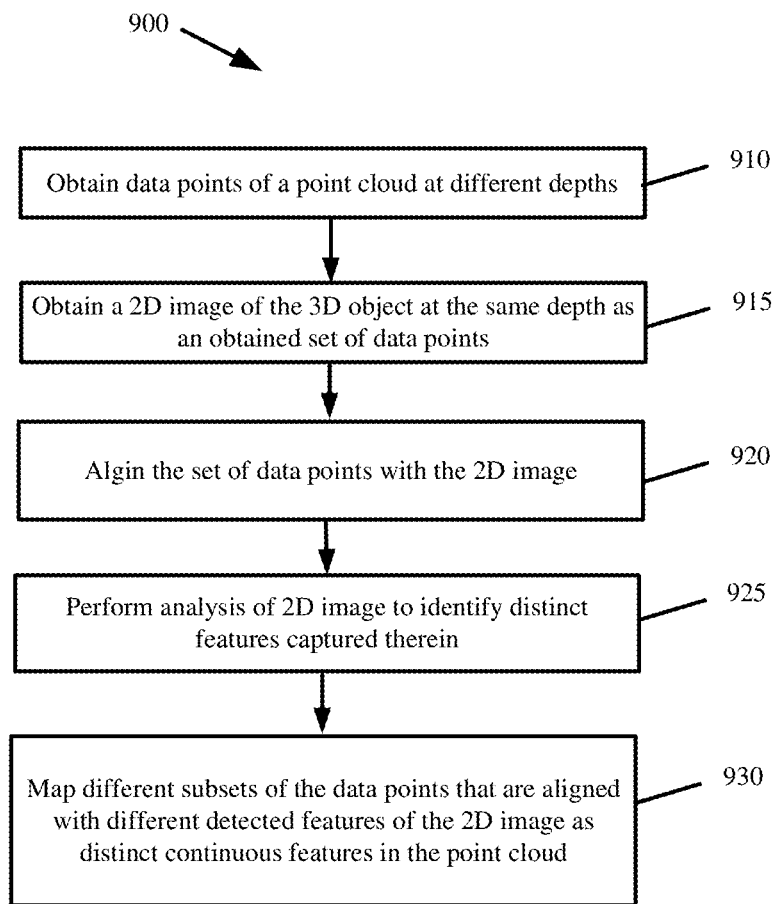 900
Obtain data points of a point cloud at different depths
910
Obtain a 2D image of the 3D object at the same depth as
an obtained set of data points
915
Algin the set of data points with the 2D image
920
Perform analysis of 2D image to identify distinct
features captured therein
925
Map different subsets of the data points that are aligned
with different detected features of the 2D image as
distinct continuous features in the point cloud
930